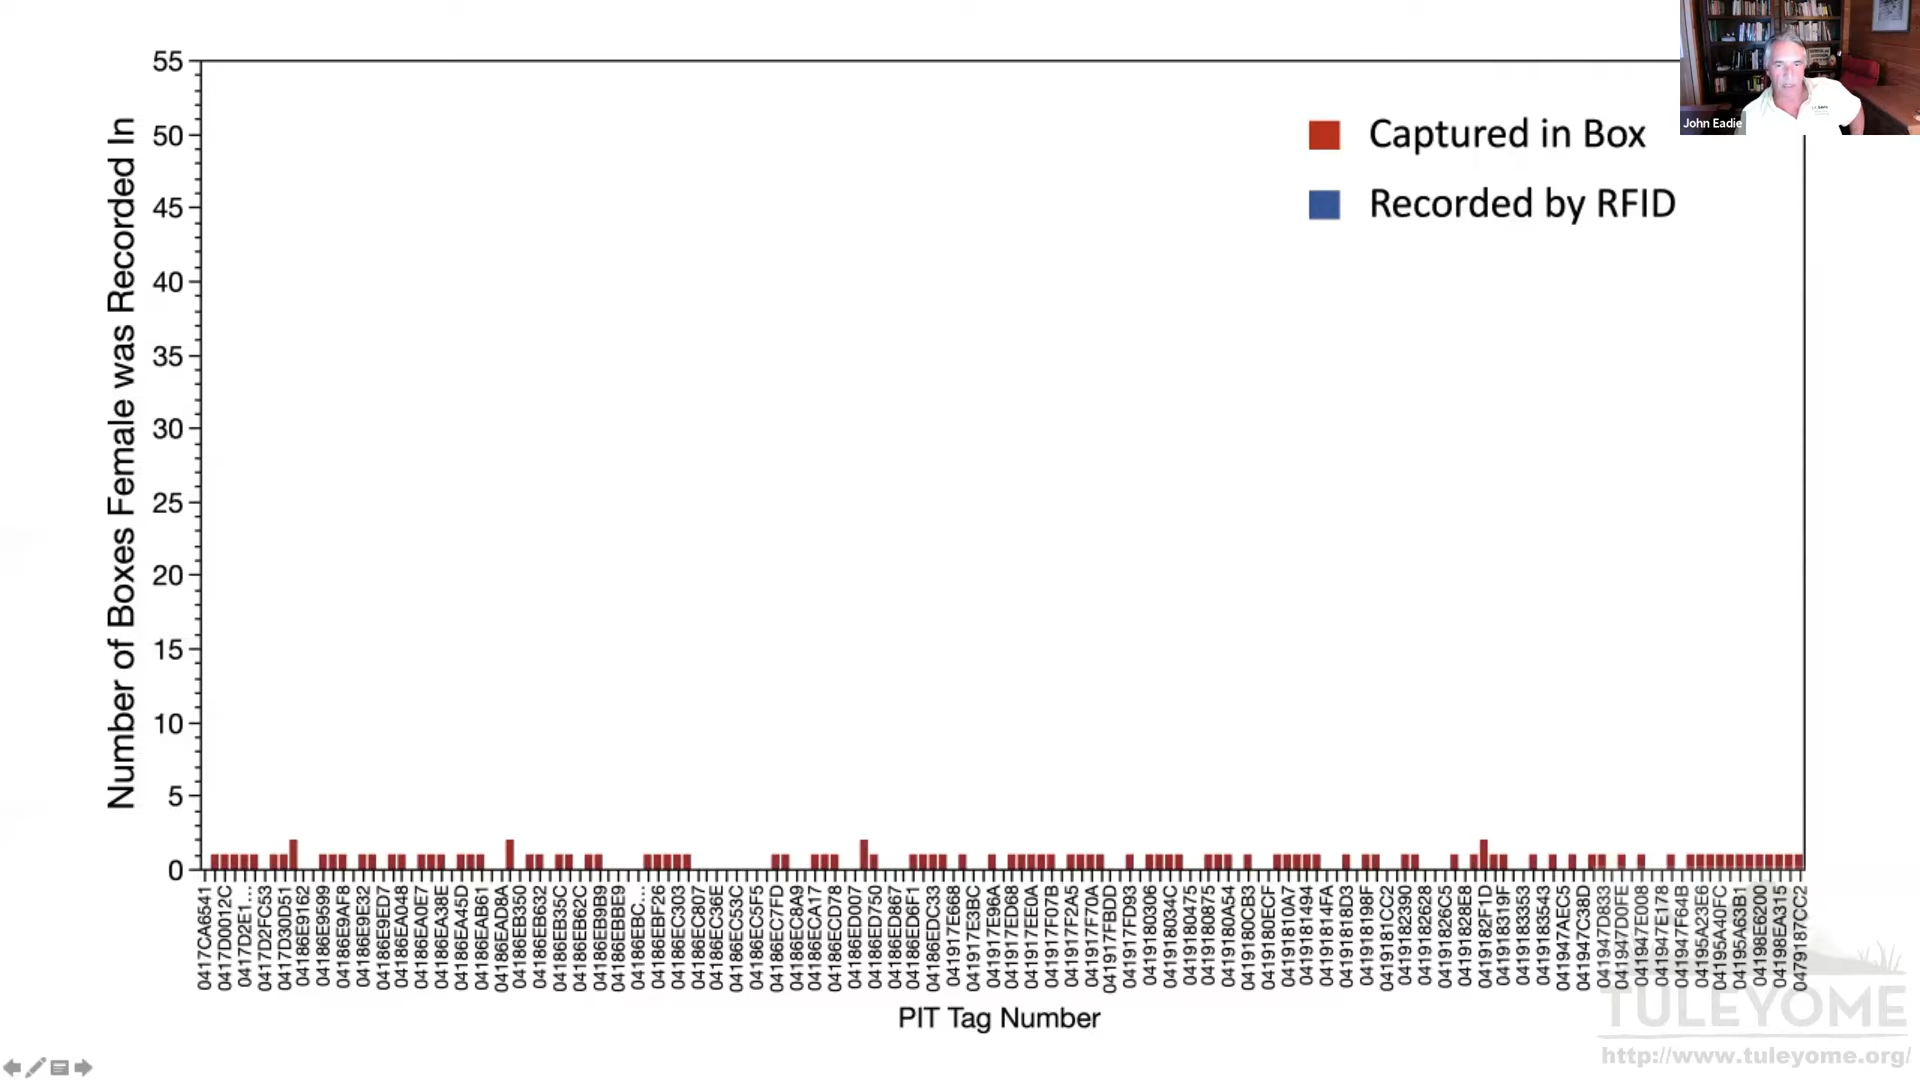 55
50
45
40
35
30
25
20
15
10
5
0
Number of Boxes Female was Recorded In
Captured in Box
Recorded by RFID
John Eadie
0417CA6541
0417D0012C
0417D2E1...
0417D2FC53
0417D30D51
04186E9162
04186E9599
04186E9AF8
04186E9E32
04186E9ED7
04186EA048
04186EA0E7
04186EA38E
04186EA45D
04186EAB61
04186EAD8A
04186EB350
04186EB632
04186EB35C
04186EB62C
04186EB9B9
04186EBBE9
04186EBC...
04186EBF26
04186EC303
04186EC807
04186EC36E
04186EC53C
04186EC5F5
04186EC7FD
04186EC8A9
04186ECA17
04186ECD78
04186ED007
04186ED750
04186ED867
04186ED6F1
04186EDC33
041917E668
041917E3BC
041917E96A
041917ED68
041917EE0A
041917F07B
041917F2A5
041917F70A
041917FBDD
041917FD93
0419180306
041918034C
0419180475
0419180875
0419180A54
0419180CB3
0419180ECF
04191810A7
0419181494
04191814FA
04191818D3
041918198F
0419181CC2
0419182390
0419182628
04191826C5
04191828E8
0419182F1D
041918319F
0419183353
0419183543
041947AEC5
041947C38D
041947D833
041947D0FE
041947E008
041947E178
041947F64B
04195A23E6
04195A40FC
04195A63B1
04198E6200
04198EA315
0479187CC2
PIT Tag Number
TULEYOME
http://www.tuleyome.org/